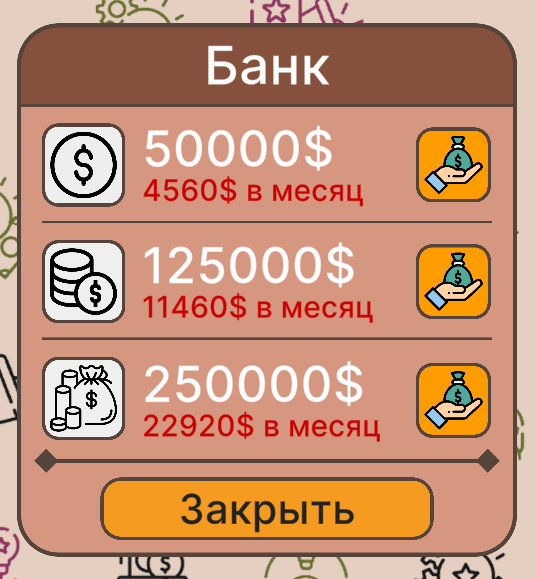 Банк
50000$
4560$ в месяц
125000$
11460$ в месяц
250000$
22920$ в месяц
Закрыть